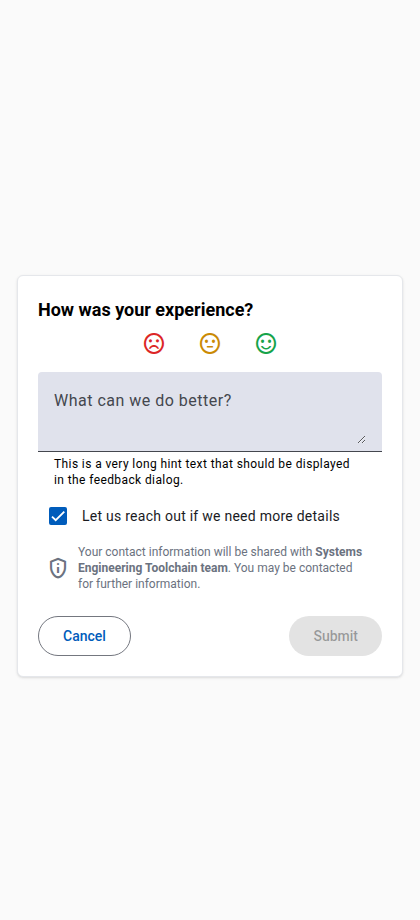 How was your experience?
What can we do better?
This is a very long hint text that should be displayed
in the feedback dialog.
Let us reach out if we need more details
Your contact information will be shared with Systems
Engineering Toolchain team. You may be contacted
for further information.
Cancel
Submit